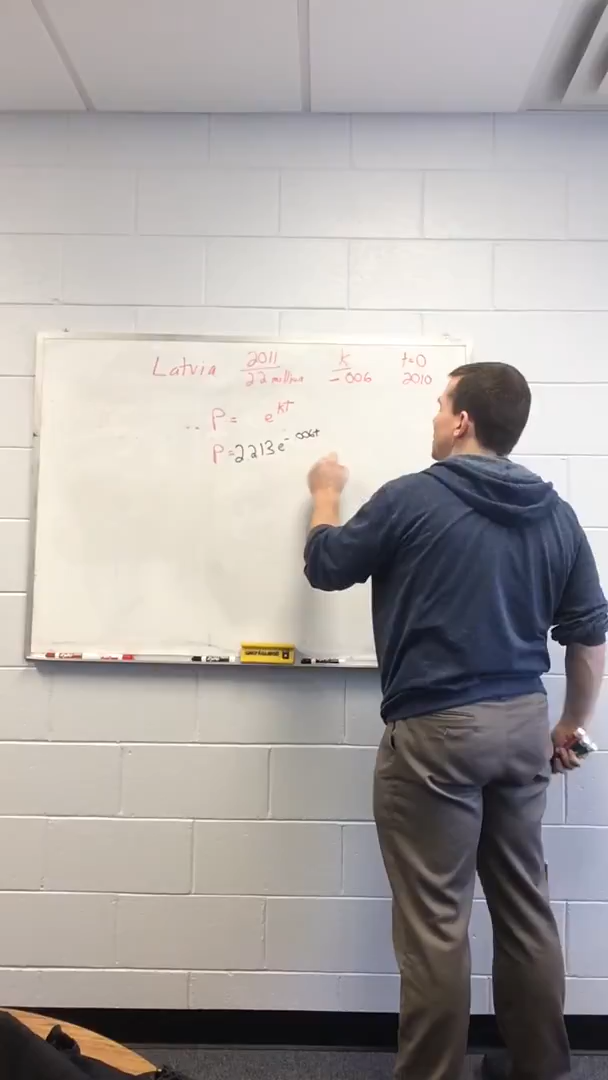 Latvia 2011 k t=0
2.2 million -.006 2010
P= e^kt
P=2.213e^-.006t